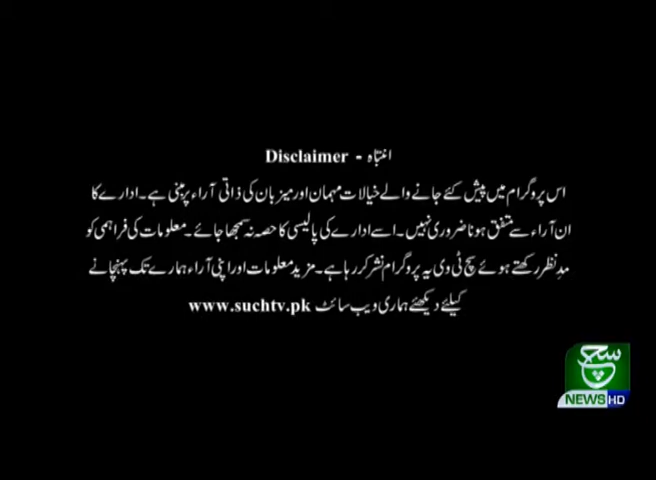 انتباہ - Disclaimer
اس پروگرام میں پیش کئے جانے والے خیالات مہمان اور میزبان کی ذاتی آراء پر مبنی ہے۔ ادارے کا
ان آراء سے متفق ہونا ضروری نہیں۔ اسے ادارے کی پالیسی کا حصہ نہ سمجھا جائے۔ معلومات کی فراہمی کو
مدِ نظر رکھتے ہوئے سچ ٹی وی یہ پروگرام نشر کر رہا ہے۔ مزید معلومات اور اپنی آراء ہمارے تک پہنچانے
کیلئے دیکھئے ہماری ویب سائٹ www.suchtv.pk
سچ
NEWS HD